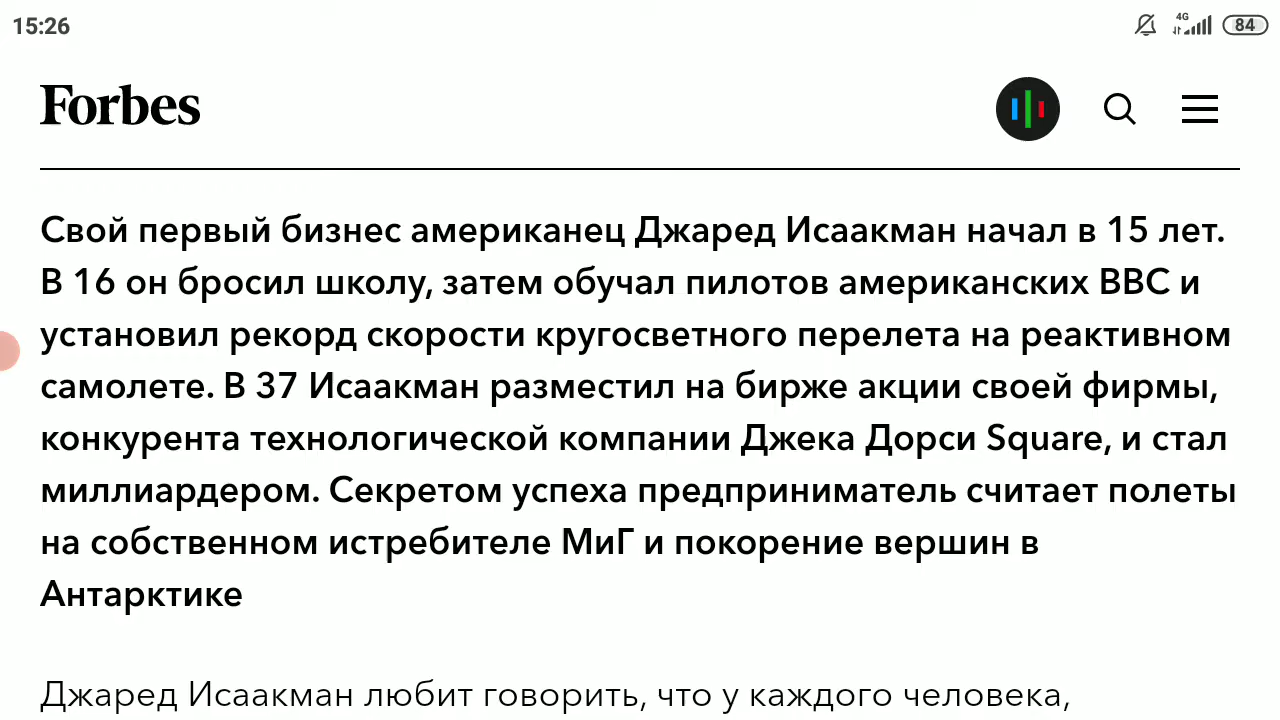 15:26
4G
84
Forbes
Свой первый бизнес американец Джаред Исаакман начал в 15 лет.
В 16 он бросил школу, затем обучал пилотов американских ВВС и
установил рекорд скорости кругосветного перелета на реактивном
самолете. В 37 Исаакман разместил на бирже акции своей фирмы,
конкурента технологической компании Джека Дорси Square, и стал
миллиардером. Секретом успеха предприниматель считает полеты
на собственном истребителе МиГ и покорение вершин в
Антарктике
Джаред Исаакман любит говорить, что у каждого человека,